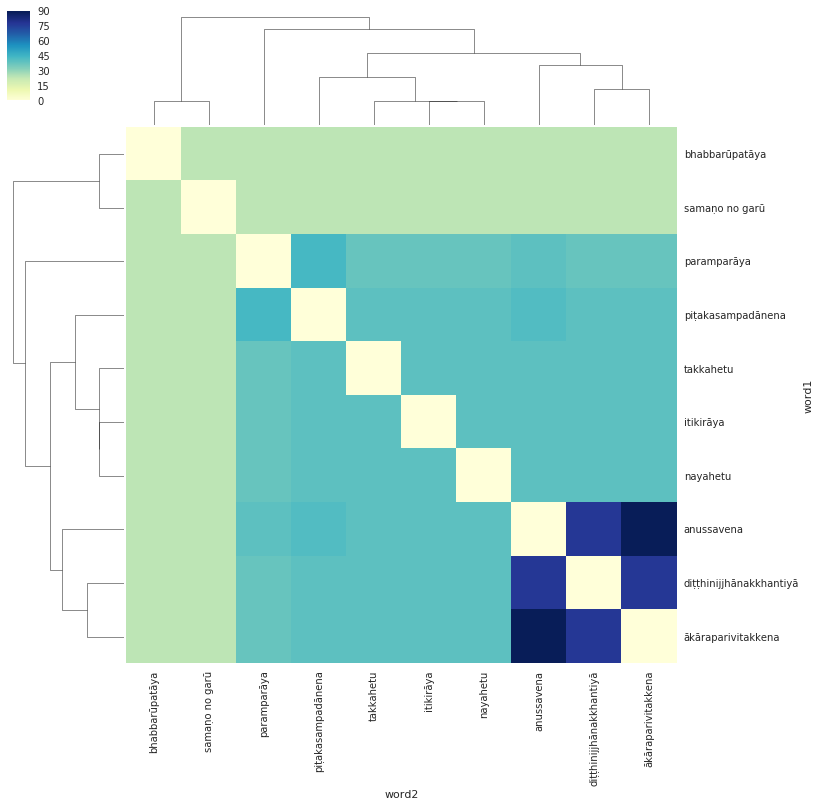 90
75
60
45
30
15
0
bhabbarūpatāya
samaṇo no garū
paramparāya
piṭakasampadānena
takkahetu
itikirāya
nayahetu
anussavena
diṭṭhinijjhānakkhantiyā
ākāraparivitakkena
word1
bhabbarūpatāya
samaṇo no garū
paramparāya
piṭakasampadānena
takkahetu
itikirāya
nayahetu
anussavena
diṭṭhinijjhānakkhantiyā
ākāraparivitakkena
word2